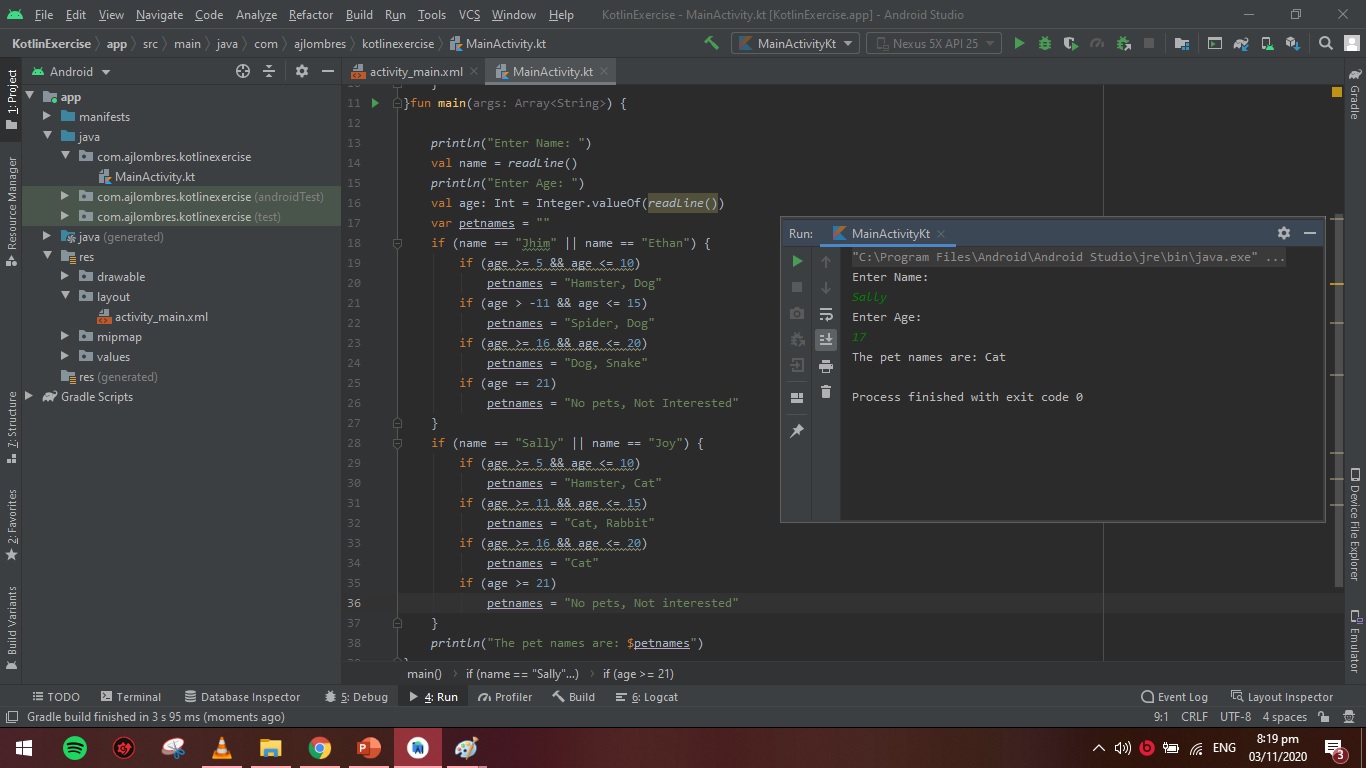 File Edit View Navigate Code Analyze Refactor Build Run Tools VCS Window Help KotlinExercise - MainActivity.kt [KotlinExercise.app] - Android Studio
KotlinExercise app src main java com ajlombres kotlinexercise MainActivity.kt MainActivityKt Nexus 5X API 25
Android
activity_main.xml
MainActivity.kt
1: Project
Resource Manager
7: Structure
2: Favorites
Build Variants
app
manifests
java
com.ajlombres.kotlinexercise
MainActivity.kt
com.ajlombres.kotlinexercise (androidTest)
com.ajlombres.kotlinexercise (test)
java (generated)
res
drawable
layout
activity_main.xml
mipmap
values
res (generated)
Gradle Scripts
10 }
11 }fun main(args: Array<String>) {
12
13 println("Enter Name: ")
14 val name = readLine()
15 println("Enter Age: ")
16 val age: Int = Integer.valueOf(readLine())
17 var petnames = ""
18 if (name == "Jhim" || name == "Ethan") {
19 if (age >= 5 && age <= 10)
20 petnames = "Hamster, Dog"
21 if (age > -11 && age <= 15)
22 petnames = "Spider, Dog"
23 if (age >= 16 && age <= 20)
24 petnames = "Dog, Snake"
25 if (age == 21)
26 petnames = "No pets, Not Interested"
27 }
28 if (name == "Sally" || name == "Joy") {
29 if (age >= 5 && age <= 10)
30 petnames = "Hamster, Cat"
31 if (age >= 11 && age <= 15)
32 petnames = "Cat, Rabbit"
33 if (age >= 16 && age <= 20)
34 petnames = "Cat"
35 if (age >= 21)
36 petnames = "No pets, Not interested"
37 }
38 println("The pet names are: $petnames")
main() if (name == "Sally"...) if (age >= 21)
Run: MainActivityKt
"C:\Program Files\Android\Android Studio\jre\bin\java.exe" ...
Enter Name:
Sally
Enter Age:
17
The pet names are: Cat
Process finished with exit code 0
Gradle
Device File Explorer
Emulator
TODO Terminal Database Inspector 5: Debug 4: Run Profiler Build 6: Logcat Event Log Layout Inspector
Gradle build finished in 3 s 95 ms (moments ago) 9:1 CRLF UTF-8 4 spaces
ENG
8:19 pm
03/11/2020
3